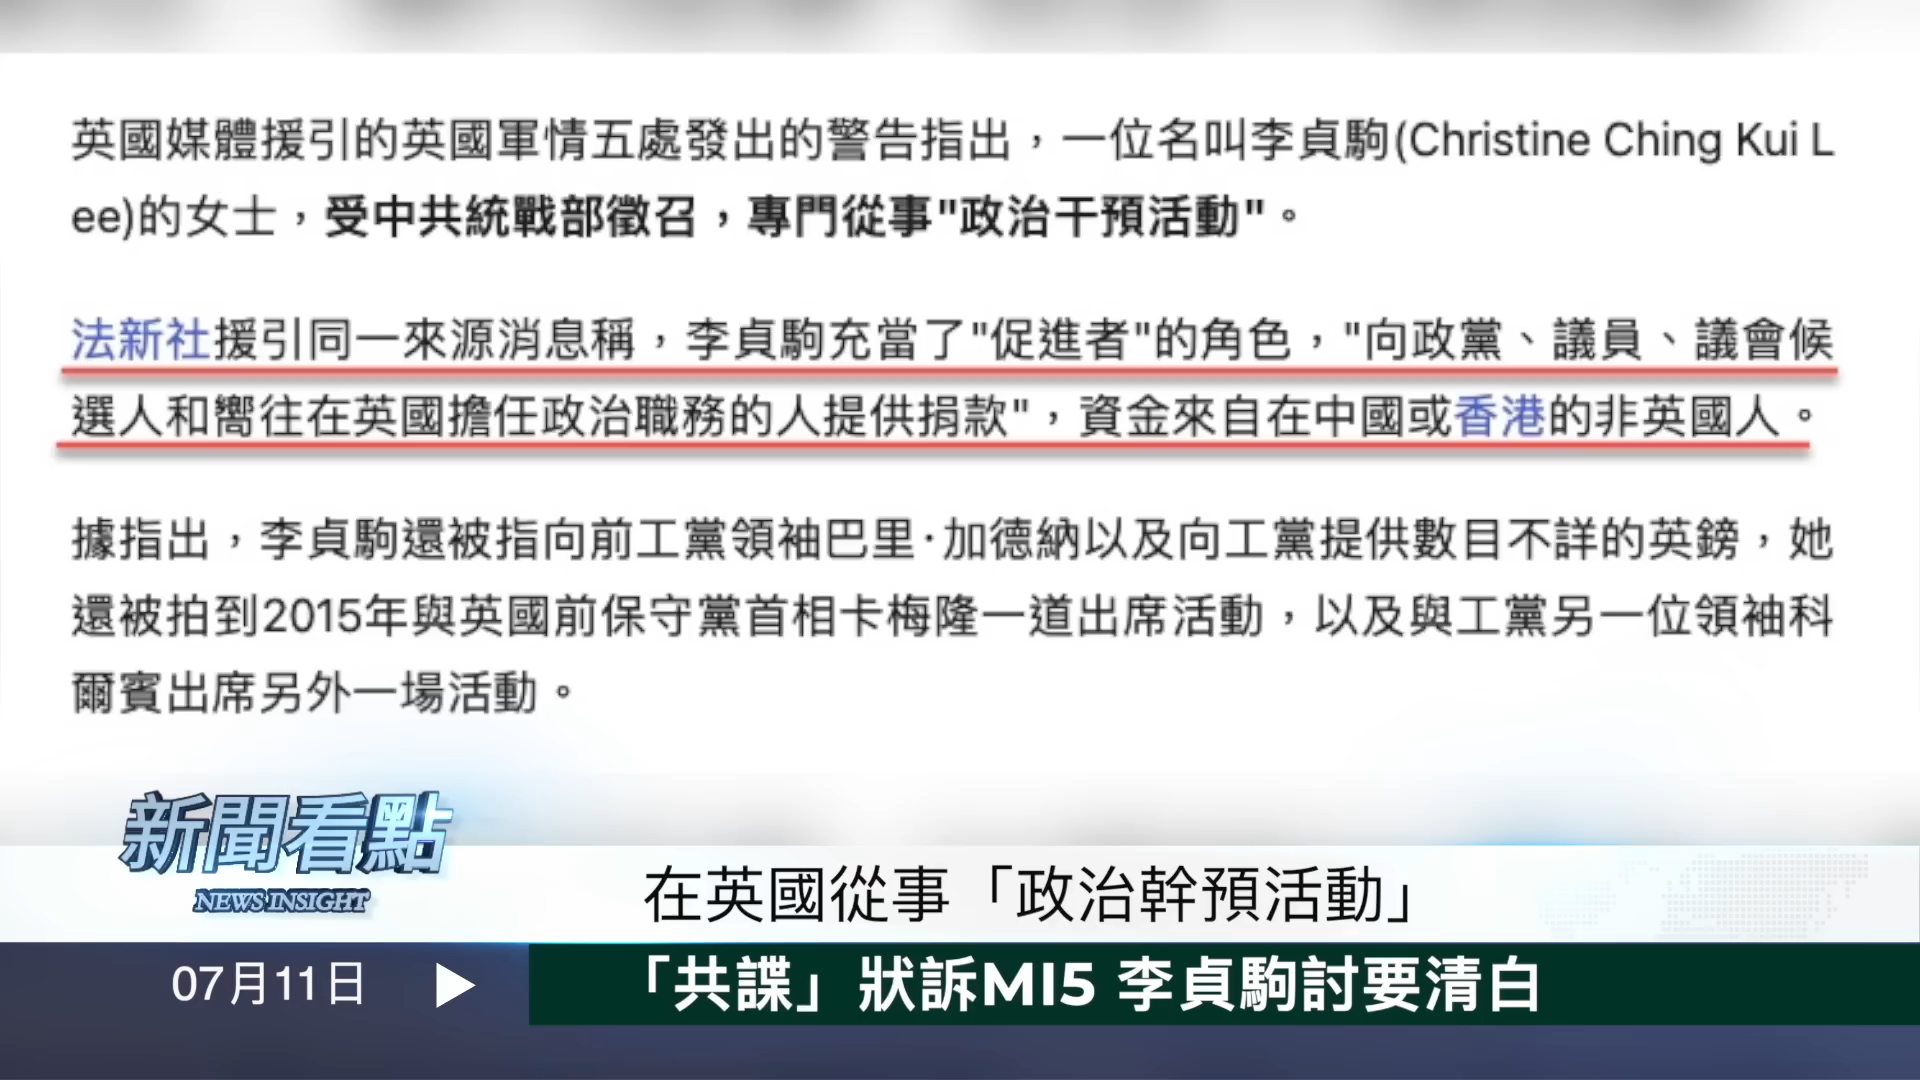 英國媒體援引的英國軍情五處發出的警告指出，一位名叫李貞駒(Christine Ching Kui L
ee)的女士，受中共統戰部徵召，專門從事"政治干預活動"。
法新社援引同一來源消息稱，李貞駒充當了"促進者"的角色，"向政黨、議員、議會候
選人和嚮往在英國擔任政治職務的人提供捐款"，資金來自在中國或香港的非英國人。
據指出，李貞駒還被指向前工黨領袖巴里·加德納以及向工黨提供數目不詳的英鎊，她
還被拍到2015年與英國前保守黨首相卡梅隆一道出席活動，以及與工黨另一位領袖科
爾賓出席另外一場活動。
新聞看點
NEWS INSIGHT
在英國從事「政治幹預活動」
07月11日
「共諜」狀訴MI5 李貞駒討要清白